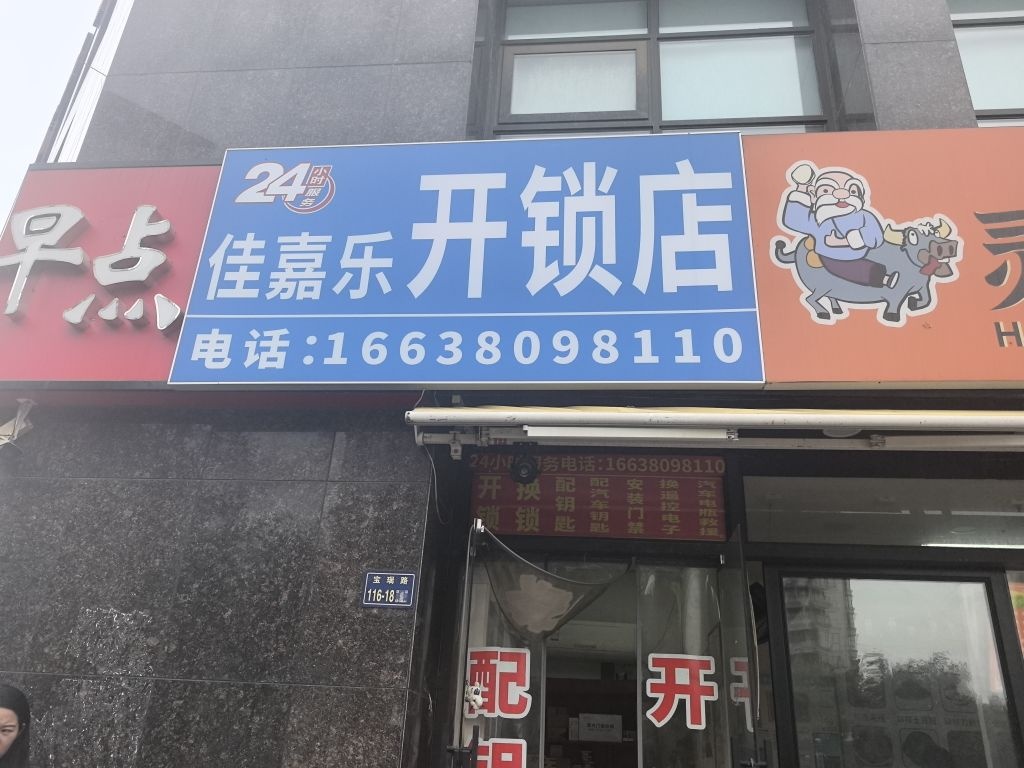 早点
24小时服务
佳嘉乐开锁店
电话:16638098110
24小时服务电话:16638098110
开锁
换锁
配钥匙
配汽车钥匙
安装门禁
换遥控电子
汽车电瓶救援
宝瑞路
116-18
配
开